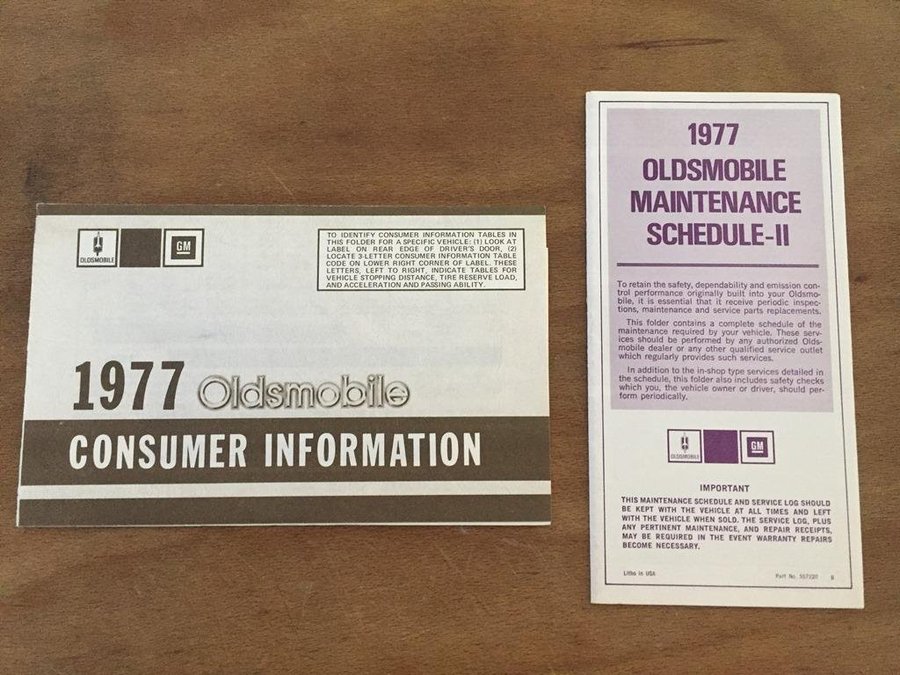 OLDSMOBILE
GM
TO IDENTIFY CONSUMER INFORMATION TABLES IN
THIS FOLDER FOR A SPECIFIC VEHICLE: (1) LOOK AT
LABEL ON REAR EDGE OF DRIVER'S DOOR, (2)
LOCATE 3-LETTER CONSUMER INFORMATION TABLE
CODE ON LOWER RIGHT CORNER OF LABEL. THESE
LETTERS, LEFT TO RIGHT, INDICATE TABLES FOR
VEHICLE STOPPING DISTANCE, TIRE RESERVE LOAD,
AND ACCELERATION AND PASSING ABILITY.
1977 Oldsmobile
CONSUMER INFORMATION
1977
OLDSMOBILE
MAINTENANCE
SCHEDULE-II
To retain the safety, dependability and emission con-
trol performance originally built into your Oldsmo-
bile, it is essential that it receive periodic inspec-
tions, maintenance and service parts replacements.
This folder contains a complete schedule of the
maintenance required by your vehicle. These serv-
ices should be performed by any authorized Olds-
mobile dealer or any other qualified service outlet
which regularly provides such services.
In addition to the in-shop type services detailed in
the schedule, this folder also includes safety checks
which you, the vehicle owner or driver, should per-
form periodically.
OLDSMOBILE
GM
IMPORTANT
THIS MAINTENANCE SCHEDULE AND SERVICE LOG SHOULD
BE KEPT WITH THE VEHICLE AT ALL TIMES AND LEFT
WITH THE VEHICLE WHEN SOLD. THE SERVICE LOG, PLUS
ANY PERTINENT MAINTENANCE, AND REPAIR RECEIPTS,
MAY BE REQUIRED IN THE EVENT WARRANTY REPAIRS
BECOME NECESSARY.
Litho in USA
Part No.